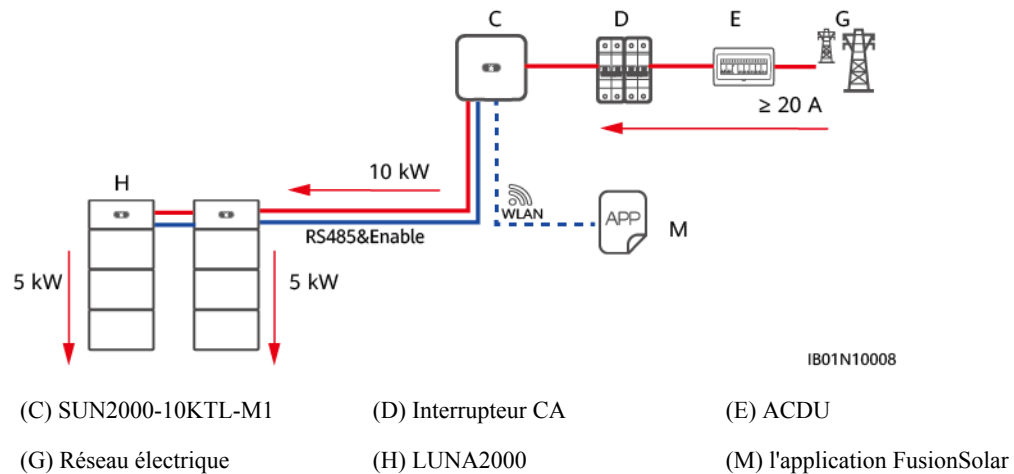 C
D
E
G
≥ 20 A
10 kW
H
WLAN
APP
M
RS485&Enable
5 kW
5 kW
IB01N10008
(C) SUN2000-10KTL-M1
(D) Interrupteur CA
(E) ACDU
(G) Réseau électrique
(H) LUNA2000
(M) l'application FusionSolar